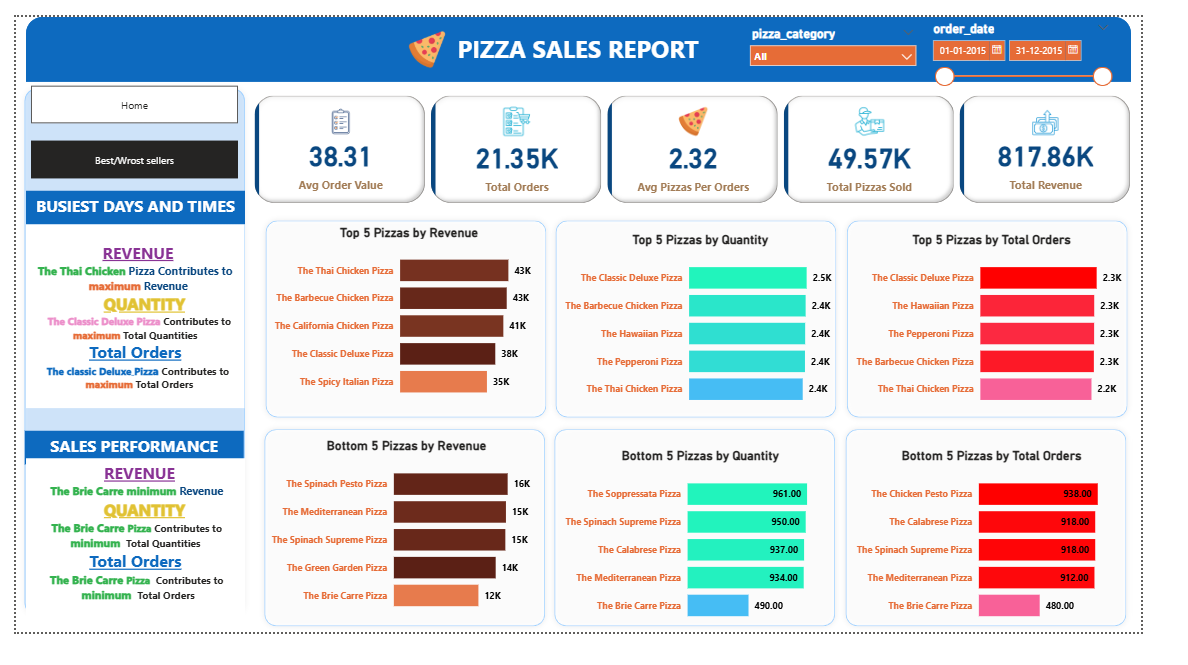 PIZZA SALES REPORT
pizza_category
All
order_date
01-01-2015
31-12-2015
Home
Best/Wrost sellers
BUSIEST DAYS AND TIMES
REVENUE
The Thai Chicken Pizza Contributes to
maximum Revenue
QUANTITY
The Classic Deluxe Pizza Contributes to
maximum Total Quantities
Total Orders
The classic Deluxe Pizza Contributes to
maximum Total Orders
SALES PERFORMANCE
REVENUE
The Brie Carre minimum Revenue
QUANTITY
The Brie Carre Pizza Contributes to
minimum Total Quantities
Total Orders
The Brie Carre Pizza Contributes to
minimum Total Orders
38.31
Avg Order Value
21.35K
Total Orders
2.32
Avg Pizzas Per Orders
49.57K
Total Pizzas Sold
817.86K
Total Revenue
Top 5 Pizzas by Revenue
The Thai Chicken Pizza 43K
The Barbecue Chicken Pizza 43K
The California Chicken Pizza 41K
The Classic Deluxe Pizza 38K
The Spicy Italian Pizza 35K
Top 5 Pizzas by Quantity
The Classic Deluxe Pizza 2.5K
The Barbecue Chicken Pizza 2.4K
The Hawaiian Pizza 2.4K
The Pepperoni Pizza 2.4K
The Thai Chicken Pizza 2.4K
Top 5 Pizzas by Total Orders
The Classic Deluxe Pizza 2.3K
The Hawaiian Pizza 2.3K
The Pepperoni Pizza 2.3K
The Barbecue Chicken Pizza 2.3K
The Thai Chicken Pizza 2.2K
Bottom 5 Pizzas by Revenue
The Spinach Pesto Pizza 16K
The Mediterranean Pizza 15K
The Spinach Supreme Pizza 15K
The Green Garden Pizza 14K
The Brie Carre Pizza 12K
Bottom 5 Pizzas by Quantity
The Soppressata Pizza 961.00
The Spinach Supreme Pizza 950.00
The Calabrese Pizza 937.00
The Mediterranean Pizza 934.00
The Brie Carre Pizza 490.00
Bottom 5 Pizzas by Total Orders
The Chicken Pesto Pizza 938.00
The Calabrese Pizza 918.00
The Spinach Supreme Pizza 918.00
The Mediterranean Pizza 912.00
The Brie Carre Pizza 480.00